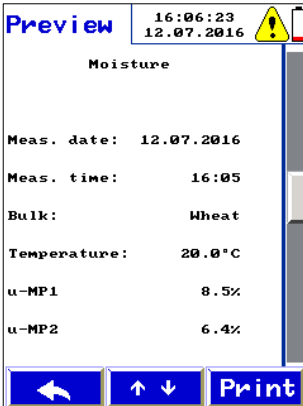 Preview
16:06:23
12.07.2016
Moisture
Meas. date: 12.07.2016
Meas. time: 16:05
Bulk: Wheat
Temperature: 20.0°C
u-MP1 8.5%
u-MP2 6.4%
Print